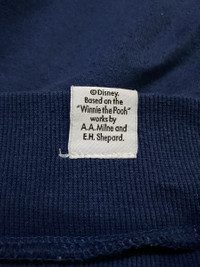 ©Disney.
Based on the
"Winnie the Pooh"
works by
A.A. Milne and
E.H. Shepard.